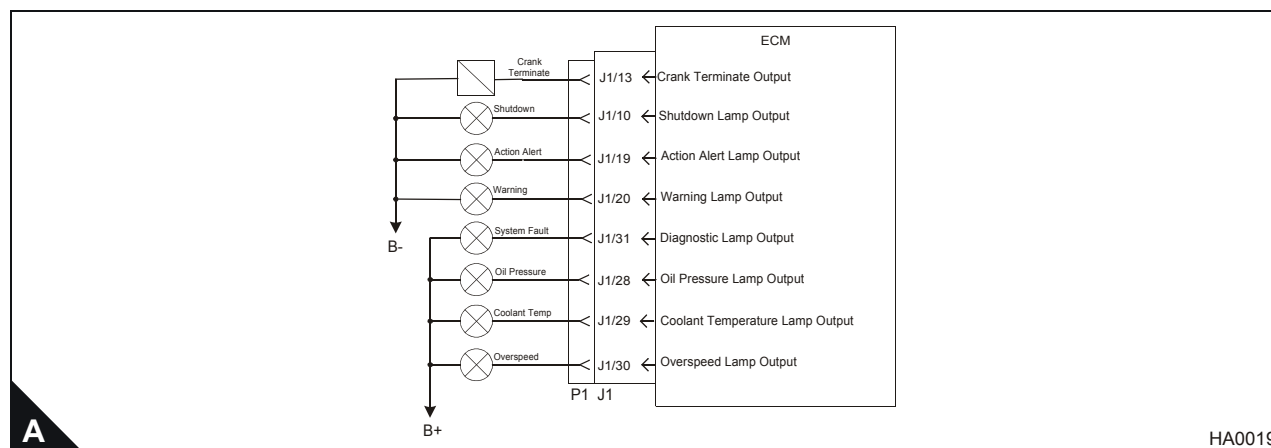 ECM
Crank
Terminate
J1/13
Crank Terminate Output
Shutdown
J1/10
Shutdown Lamp Output
Action Alert
J1/19
Action Alert Lamp Output
Warning
J1/20
Warning Lamp Output
B-
System Fault
J1/31
Diagnostic Lamp Output
Oil Pressure
J1/28
Oil Pressure Lamp Output
Coolant Temp
J1/29
Coolant Temperature Lamp Output
Overspeed
J1/30
Overspeed Lamp Output
P1 J1
B+
A
HA0019